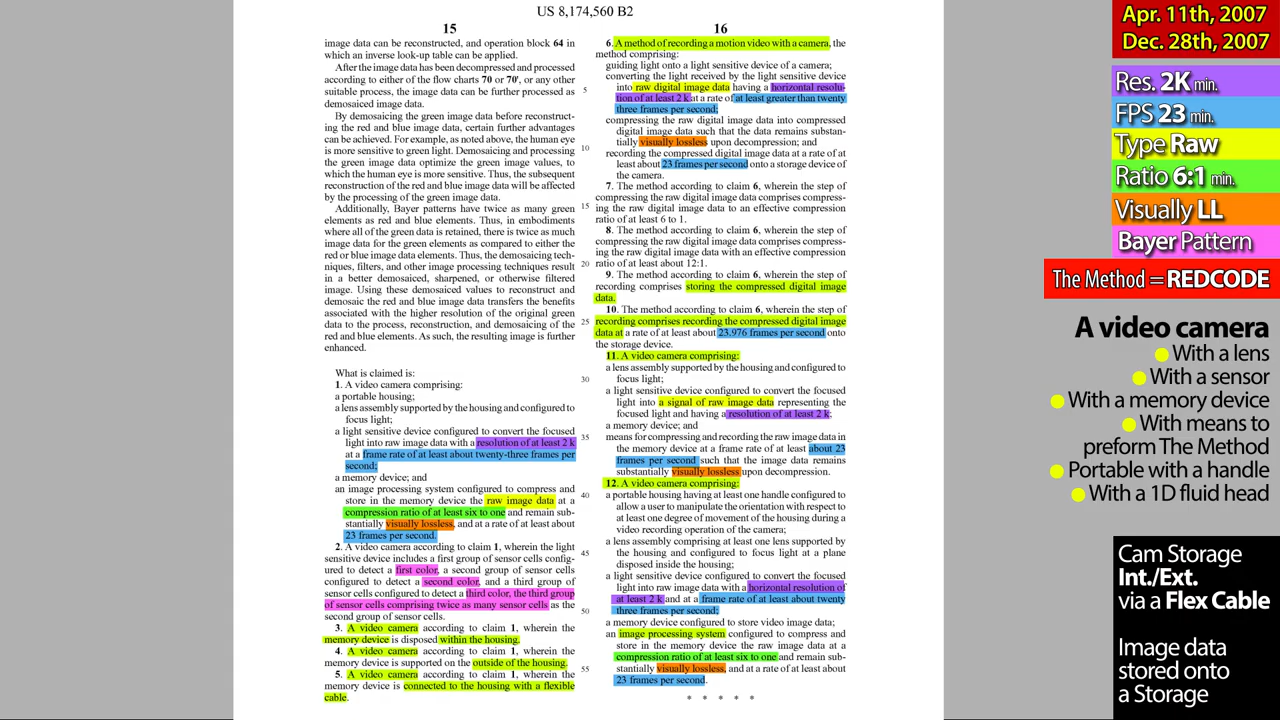 US 8,174,560 B2
15
image data can be reconstructed, and operation block 64 in
which an inverse look-up table can be applied.
After the image data has been decompressed and processed
according to either of the flow charts 70 or 70', or any other
suitable process, the image data can be further processed as
demosaiced image data.
By demosaicing the green image data before reconstruct-
ing the red and blue image data, certain further advantages
can be achieved. For example, as noted above, the human eye
is more sensitive to green light. Demosaicing and processing
the green image data optimize the green image values, to
which the human eye is more sensitive. Thus, the subsequent
reconstruction of the red and blue image data will be affected
by the processing of the green image data.
Additionally, Bayer patterns have twice as many green
elements as red and blue elements. Thus, in embodiments
where all of the green data is retained, there is twice as much
image data for the green elements as compared to either the
red or blue image data elements. Thus, the demosaicing tech-
niques, filters, and other image processing techniques result
in a better demosaiced, sharpened, or otherwise filtered
image. Using these demosaiced values to reconstruct and
demosaic the red and blue image data transfers the benefits
associated with the higher resolution of the original green
data to the process, reconstruction, and demosaicing of the
red and blue elements. As such, the resulting image is further
enhanced.
What is claimed is:
1. A video camera comprising:
a portable housing;
a lens assembly supported by the housing and configured to
focus light;
a light sensitive device configured to convert the focused
light into raw image data with a resolution of at least 2 k
at a frame rate of at least about twenty-three frames per
second;
a memory device; and
an image processing system configured to compress and
store in the memory device the raw image data at a
compression ratio of at least six to one and remain sub-
stantially visually lossless, and at a rate of at least about
23 frames per second.
2. A video camera according to claim 1, wherein the light
sensitive device includes a first group of sensor cells config-
ured to detect a first color, a second group of sensor cells
configured to detect a second color, and a third group of
sensor cells configured to detect a third color, the third group
of sensor cells comprising twice as many sensor cells as the
second group of sensor cells.
3. A video camera according to claim 1, wherein the
memory device is disposed within the housing.
4. A video camera according to claim 1, wherein the
memory device is supported on the outside of the housing.
5. A video camera according to claim 1, wherein the
memory device is connected to the housing with a flexible
cable.
5
10
15
20
25
30
35
40
45
50
55
16
6. A method of recording a motion video with a camera, the
method comprising:
guiding light onto a light sensitive device of a camera;
converting the light received by the light sensitive device
into raw digital image data having a horizontal resolu-
tion of at least 2 k at a rate of at least greater than twenty
three frames per second;
compressing the raw digital image data into compressed
digital image data such that the data remains substan-
tially visually lossless upon decompression; and
recording the compressed digital image data at a rate of at
least about 23 frames per second onto a storage device of
the camera.
7. The method according to claim 6, wherein the step of
compressing the raw digital image data comprises compress-
ing the raw digital image data to an effective compression
ratio of at least 6 to 1.
8. The method according to claim 6, wherein the step of
compressing the raw digital image data comprises compress-
ing the raw digital image data with an effective compression
ratio of at least about 12:1.
9. The method according to claim 6, wherein the step of
recording comprises storing the compressed digital image
data.
10. The method according to claim 6, wherein the step of
recording comprises recording the compressed digital image
data at a rate of at least about 23.976 frames per second onto
the storage device.
11. A video camera comprising:
a lens assembly supported by the housing and configured to
focus light;
a light sensitive device configured to convert the focused
light into a signal of raw image data representing the
focused light and having a resolution of at least 2 k;
a memory device; and
means for compressing and recording the raw image data in
the memory device at a frame rate of at least about 23
frames per second such that the image data remains
substantially visually lossless upon decompression.
12. A video camera comprising:
a portable housing having at least one handle configured to
allow a user to manipulate the orientation with respect to
at least one degree of movement of the housing during a
video recording operation of the camera;
a lens assembly comprising at least one lens supported by
the housing and configured to focus light at a plane
disposed inside the housing;
a light sensitive device configured to convert the focused
light into raw image data with a horizontal resolution of
at least 2 k and at a frame rate of at least about twenty
three frames per second;
a memory device configured to store video image data;
an image processing system configured to compress and
store in the memory device the raw image data at a
compression ratio of at least six to one and remain sub-
stantially visually lossless, and at a rate of at least about
23 frames per second.
* * * * *
Apr. 11th, 2007
Dec. 28th, 2007
Res. 2K min.
FPS 23 min.
Type Raw
Ratio 6:1 min.
Visually LL
Bayer Pattern
The Method = REDCODE
A video camera
With a lens
With a sensor
With a memory device
With means to
preform The Method
Portable with a handle
With a 1D fluid head
Cam Storage
Int./Ext.
via a Flex Cable
Image data
stored onto
a Storage